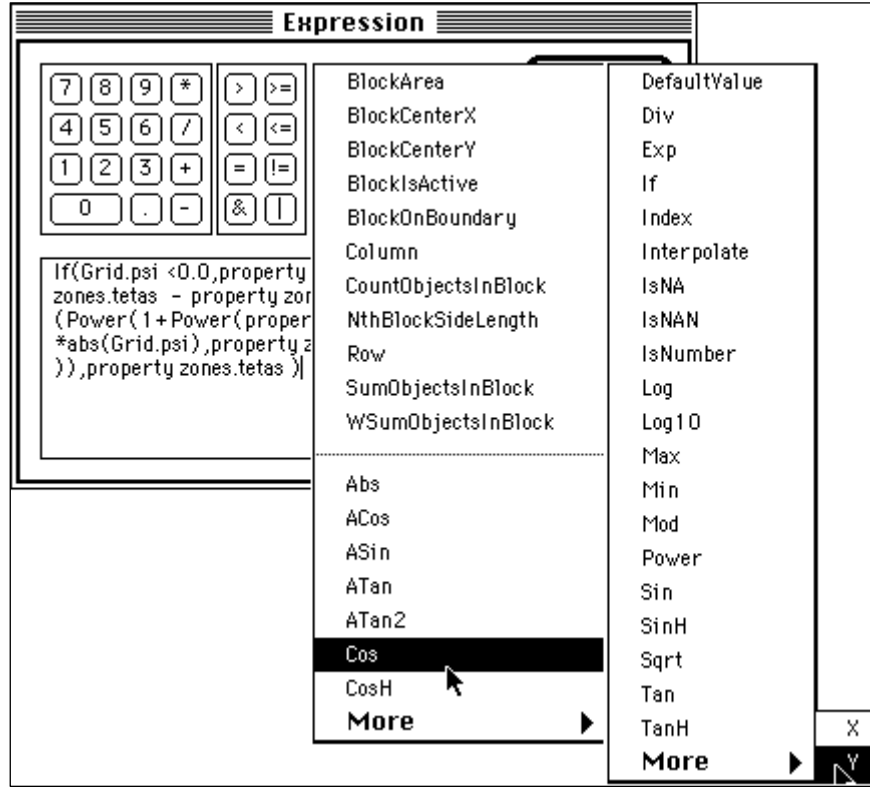 Expression
7 8 9 *
4 5 6 /
1 2 3 +
0 . -
> >=
< <=
= !=
& |
If(Grid.psi <0.0,property
zones.tetas - property zon
(Power(1+Power(proper
*abs(Grid.psi),property z
)),property zones.tetas )
BlockArea
BlockCenterX
BlockCenterY
BlockIsActive
BlockOnBoundary
Column
CountObjectsInBlock
NthBlockSideLength
Row
SumObjectsInBlock
WSumObjectsInBlock
Abs
ACos
ASin
ATan
ATan2
Cos
CosH
More
DefaultValue
Div
Exp
If
Index
Interpolate
IsNA
IsNAN
IsNumber
Log
Log10
Max
Min
Mod
Power
Sin
SinH
Sqrt
Tan
TanH
More
X
Y